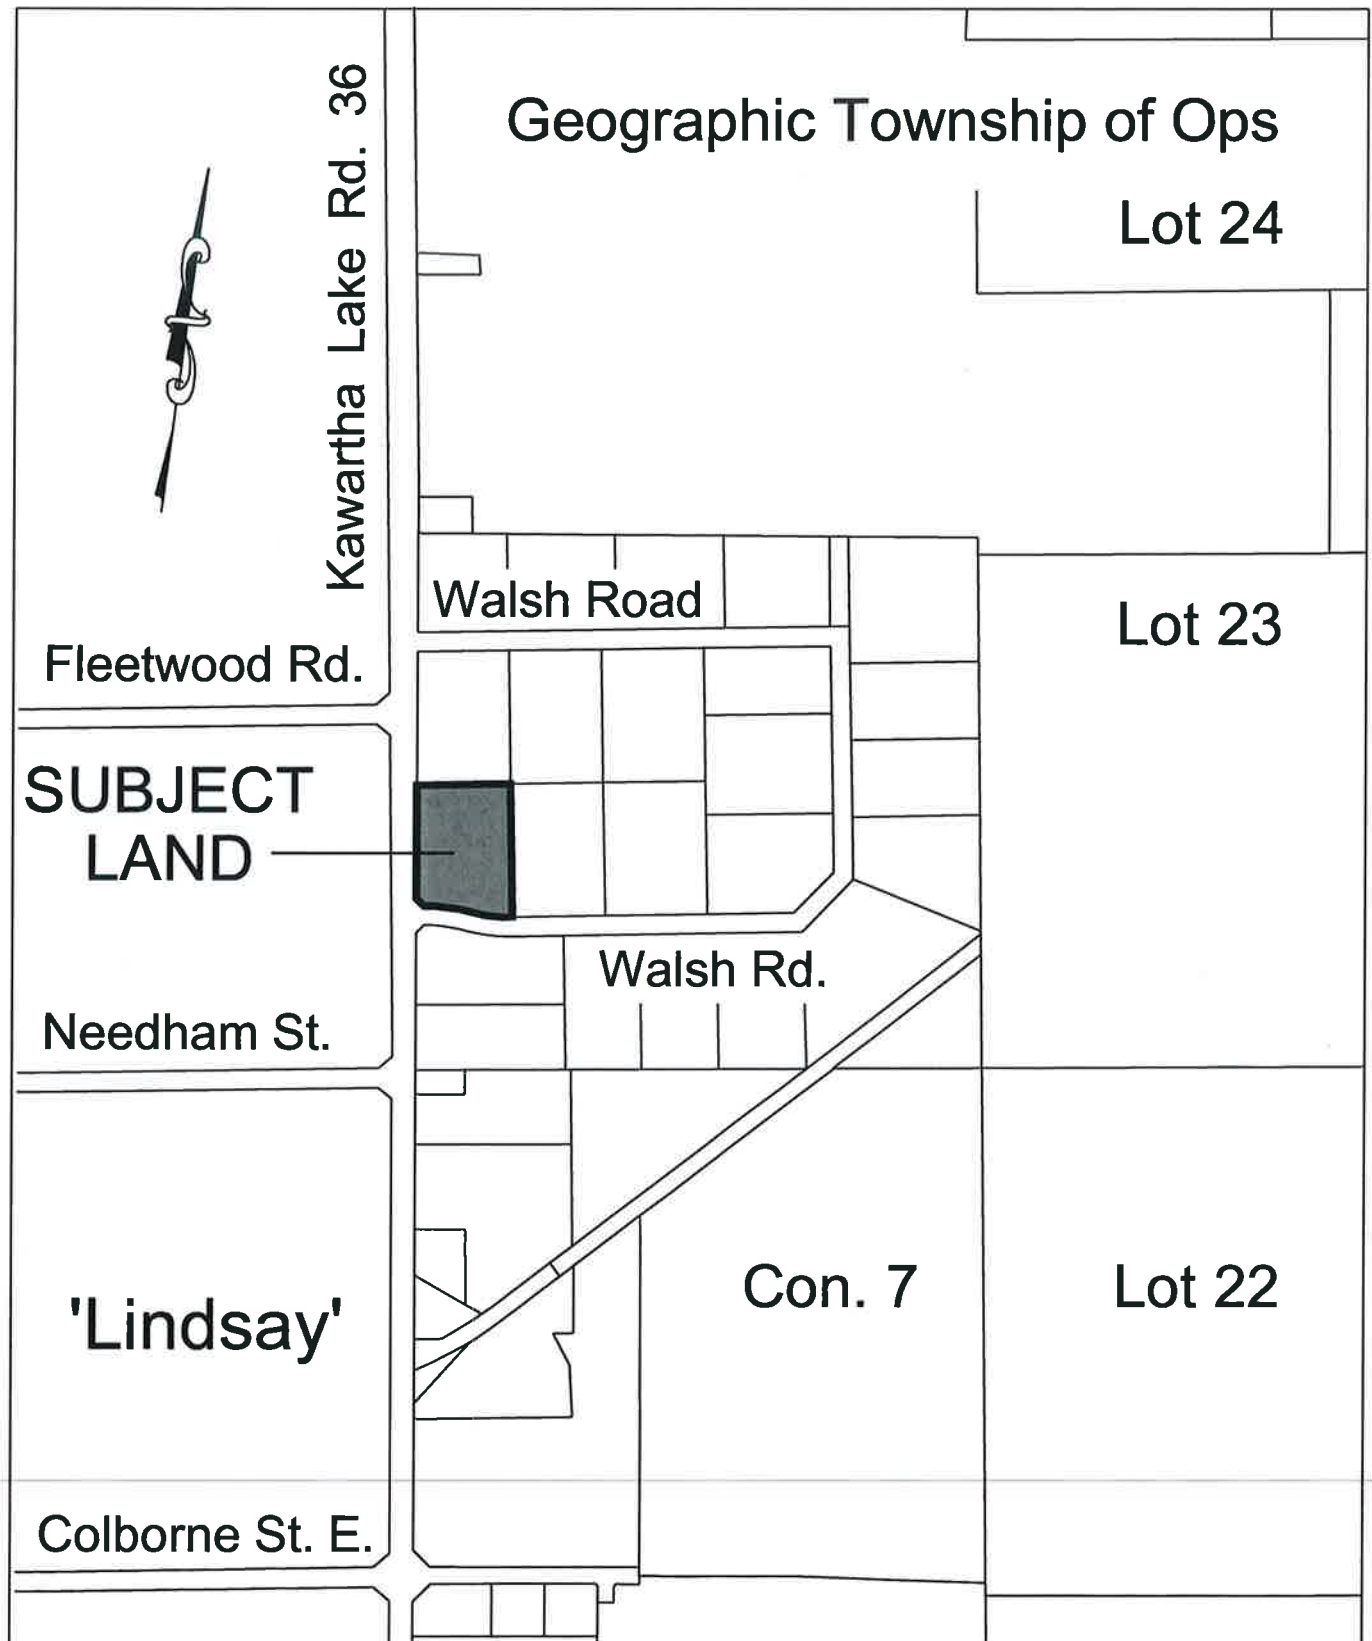 Kawartha Lake Rd. 36
Geographic Township of Ops
Lot 24
Walsh Road
Lot 23
Fleetwood Rd.
SUBJECT
LAND
Walsh Rd.
Needham St.
'Lindsay'
Con. 7
Lot 22
Colborne St. E.